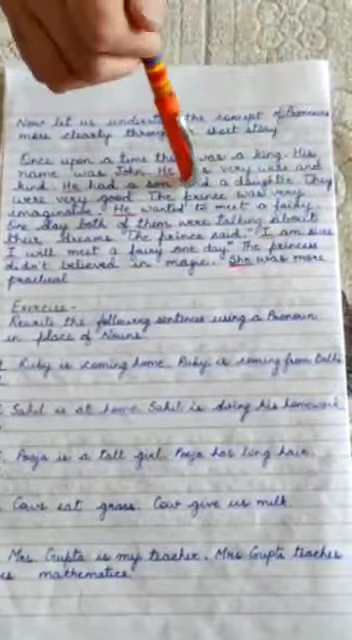 Now let us underst the concept of Pronouns
more clearly throu short story
Once upon a time the was a king. His
name was John. He s very wise and
kind. He had a son d a daughter. They
were very good. The prince was very
imaginative. He wanted to meet a fairy.
One day both of them were talking about
their dreams. The prince said, "I am sure
I will meet a fairy one day" The princess
didn't believed in magic. She was more
practical
Exercise-
Rewrite the following sentences using a Pronoun
in place of Nouns.
Ruby is coming home. Ruby is coming from Delhi
Sahil is at home. Sahil is doing his homework.
Pooja is a tall girl. Pooja has long hair.
Cows eat grass. Cow give us milk.
Mrs Gupta is my teacher. Mrs Gupta teaches
us mathematics